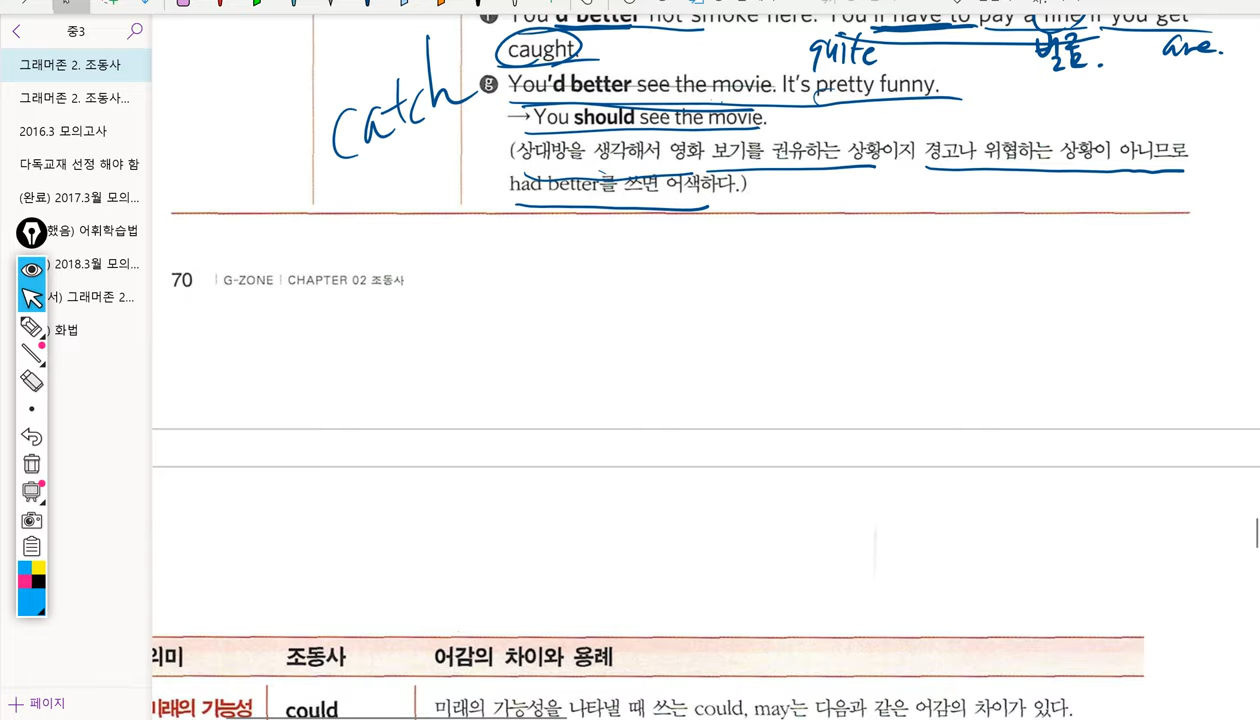 중3
그래머존 2. 조동사
그래머존 2. 조동사...
2016.3 모의고사
다독교재 선정 해야 함
(완료) 2017.3월 모의...
했음) 어휘학습법
) 2018.3월 모의...
서) 그래머존 2...
) 화법
페이지
f You'd better not smoke here. You'll have to pay a fine if you get
caught
quite
벌금.
are.
catch
g You'd better see the movie. It's pretty funny.
→ You should see the movie.
(상대방을 생각해서 영화 보기를 권유하는 상황이지 경고나 위협하는 상황이 아니므로
had better를 쓰면 어색하다.)
70 | G-ZONE | CHAPTER 02 조동사
의미 조동사 어감의 차이와 용례
미래의 가능성 could 미래의 가능성을 나타낼 때 쓰는 could, may는 다음과 같은 어감의 차이가 있다.